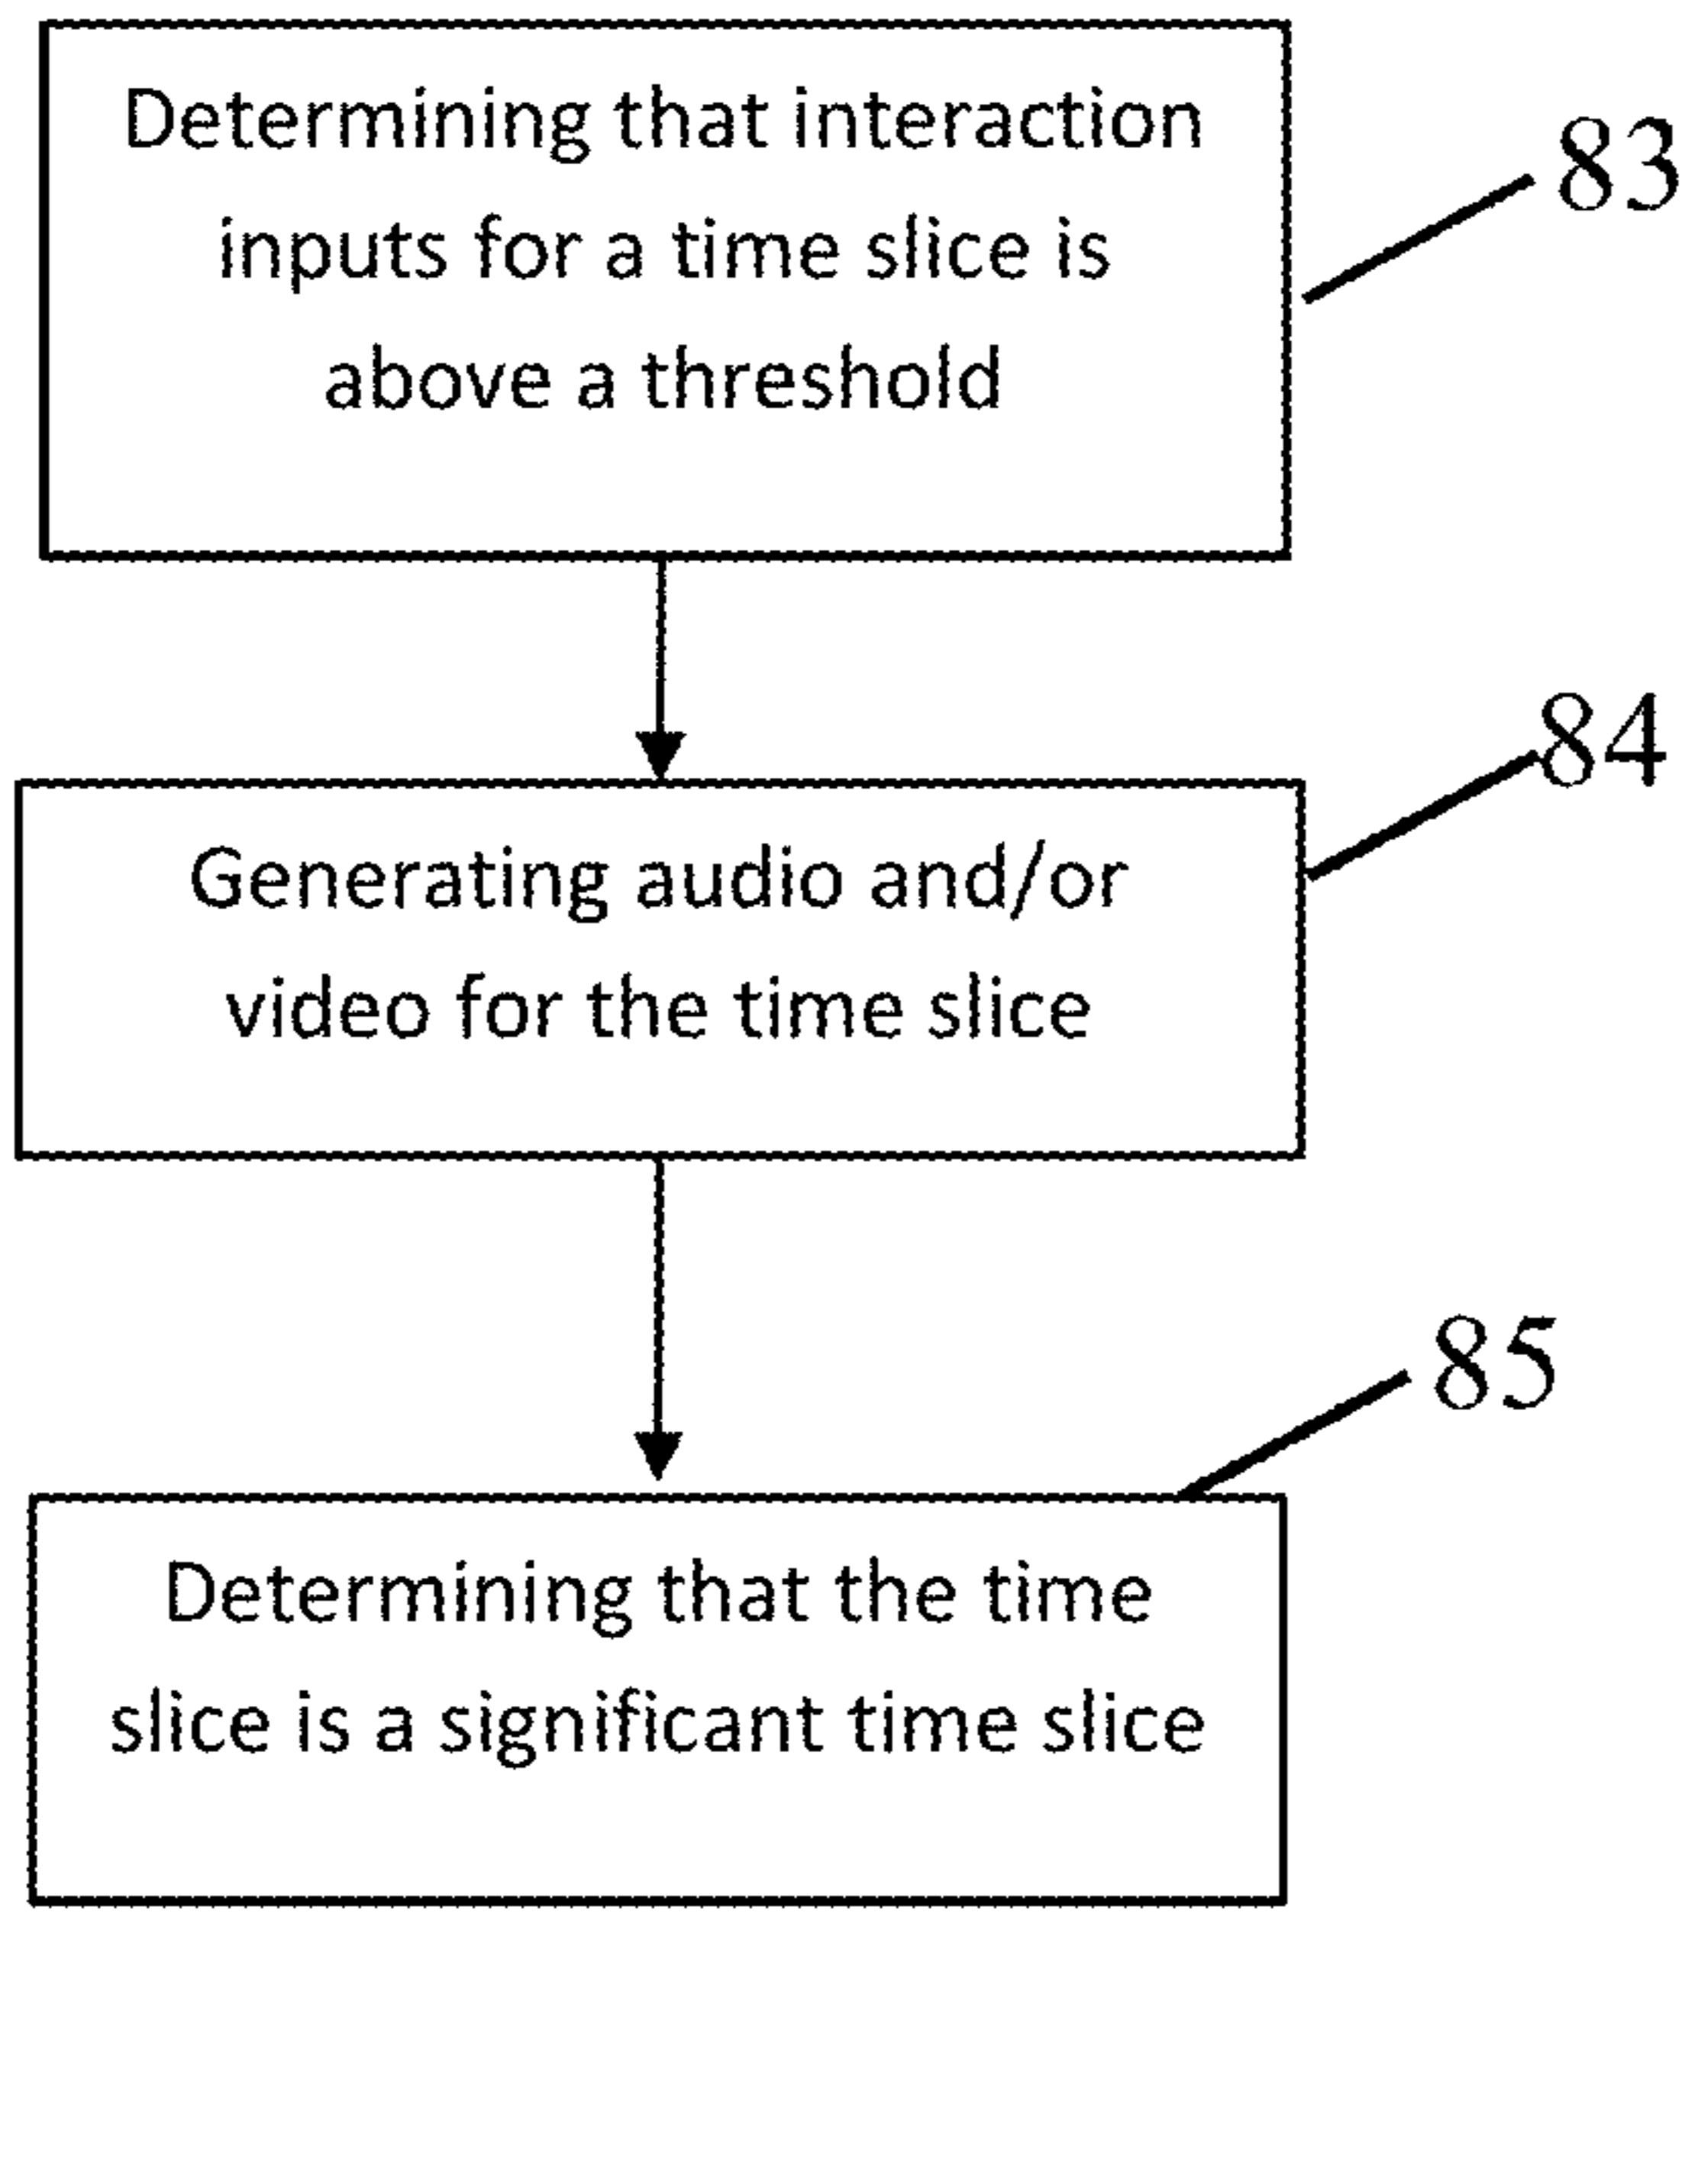 Determining that interaction
inputs for a time slice is
above a threshold
83
Generating audio and/or
video for the time slice
84
Determining that the time
slice is a significant time slice
85